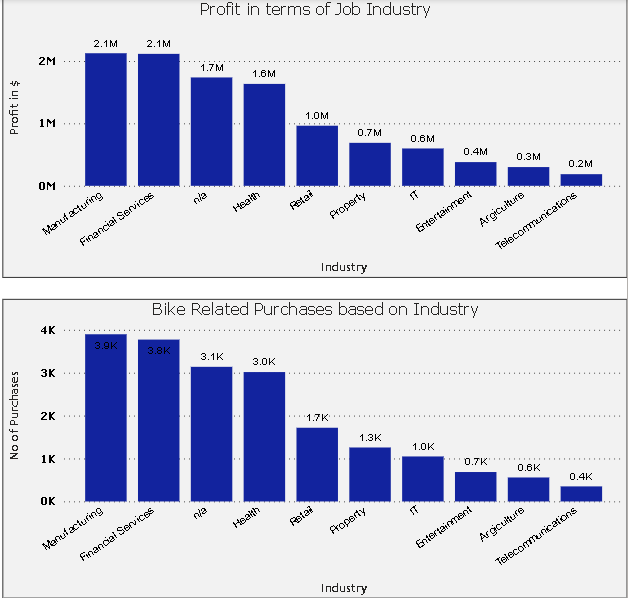 Profit in terms of Job Industry
2.1M 2.1M 1.7M 1.6M 1.0M 0.7M 0.6M 0.4M 0.3M 0.2M
2M
1M
0M
Profit in $
Manufacturing Financial Services n/a Health Retail Property IT Entertainment Argiculture Telecommunications
Industry
Bike Related Purchases based on Industry
4K
3K
2K
1K
0K
3.9K 3.8K 3.1K 3.0K 1.7K 1.3K 1.0K 0.7K 0.6K 0.4K
No of Purchases
Manufacturing Financial Services n/a Health Retail Property IT Entertainment Argiculture Telecommunications
Industry